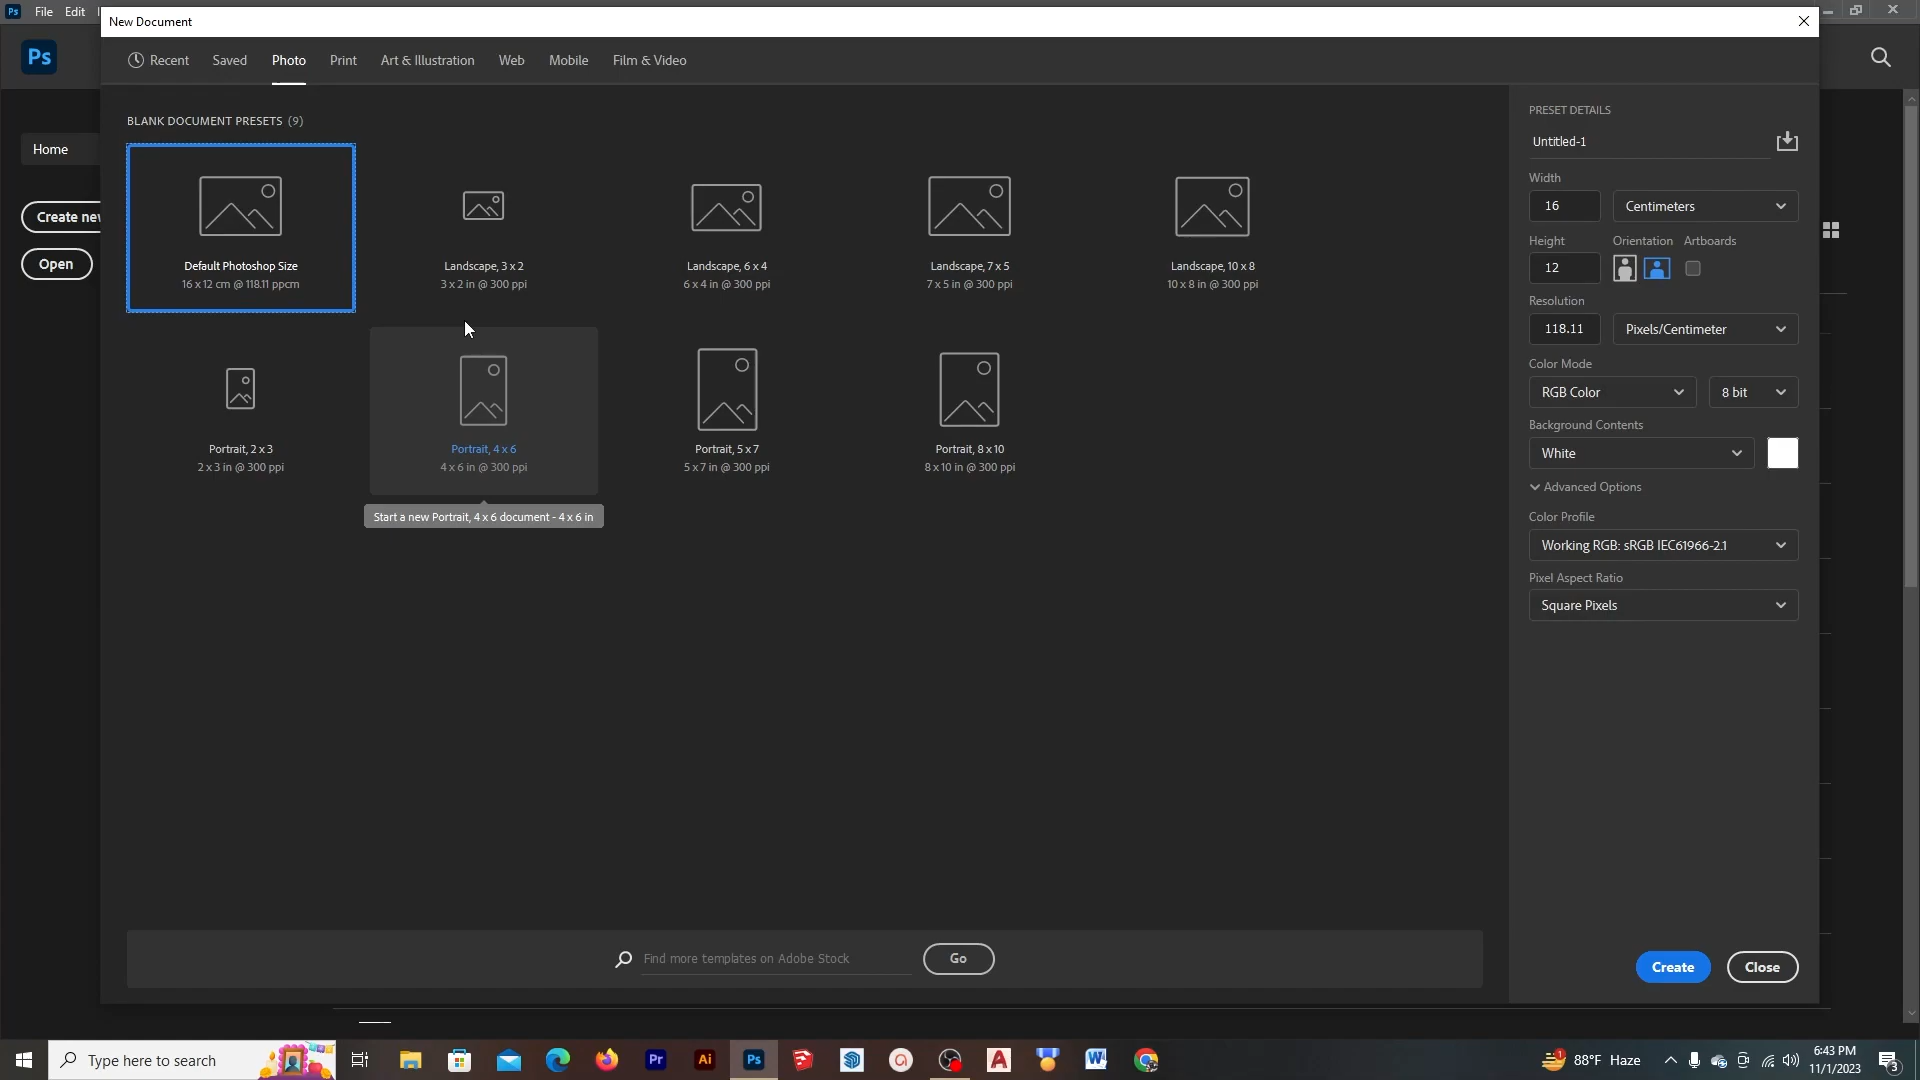 Ps File Edit
New Document
Ps
Recent Saved Photo Print Art & Illustration Web Mobile Film & Video
BLANK DOCUMENT PRESETS (9)
Home
Create new
Open
Default Photoshop Size
16 x 12 cm @ 118.11 ppcm
Landscape, 3 x 2
3 x 2 in @ 300 ppi
Landscape, 6 x 4
6 x 4 in @ 300 ppi
Landscape, 7 x 5
7 x 5 in @ 300 ppi
Landscape, 10 x 8
10 x 8 in @ 300 ppi
Portrait, 2 x 3
2 x 3 in @ 300 ppi
Portrait, 4 x 6
4 x 6 in @ 300 ppi
Portrait, 5 x 7
5 x 7 in @ 300 ppi
Portrait, 8 x 10
8 x 10 in @ 300 ppi
Start a new Portrait, 4 x 6 document - 4 x 6 in
PRESET DETAILS
Untitled-1
Width
16 Centimeters
Height Orientation Artboards
12
Resolution
118.11 Pixels/Centimeter
Color Mode
RGB Color 8 bit
Background Contents
White
Advanced Options
Color Profile
Working RGB: sRGB IEC61966-2.1
Pixel Aspect Ratio
Square Pixels
Find more templates on Adobe Stock Go
Create Close
Type here to search
Pr Ai Ps
1 88°F Haze
6:43 PM
11/1/2023
3